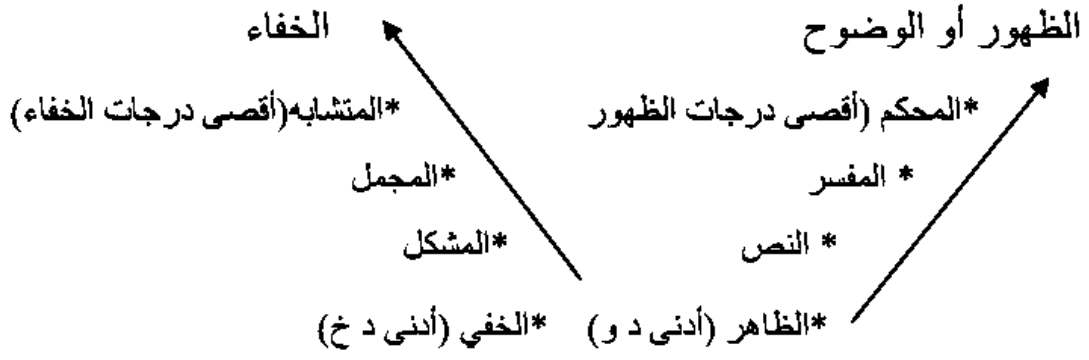 الظهور أو الوضوح الخفاء
*المحكم (أقصى درجات الظهور *المتشابه(أقصى درجات الخفاء)
* المفسر *المجمل
* النص *المشكل
*الظاهر (أدنى د و) *الخفي (أدنى د خ)